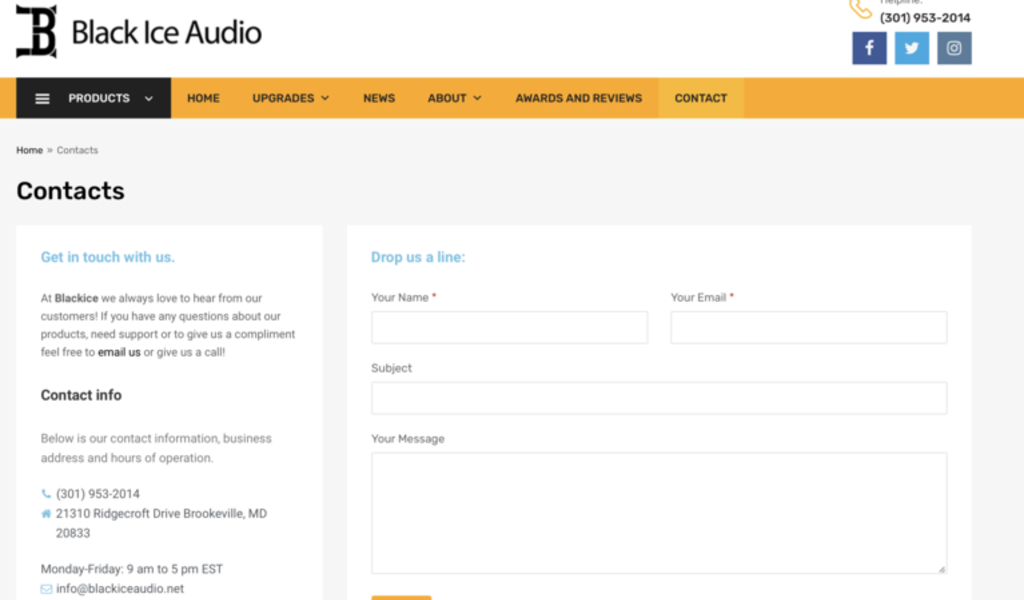 Helpline:
Black Ice Audio
(301) 953-2014
PRODUCTS HOME UPGRADES NEWS ABOUT AWARDS AND REVIEWS CONTACT
Home » Contacts
Contacts
Get in touch with us.
At Blackice we always love to hear from our
customers! If you have any questions about our
products, need support or to give us a compliment
feel free to email us or give us a call!
Contact info
Below is our contact information, business
address and hours of operation.
(301) 953-2014
21310 Ridgecroft Drive Brookeville, MD
20833
Monday-Friday: 9 am to 5 pm EST
info@blackiceaudio.net
Drop us a line:
Your Name *
Your Email *
Subject
Your Message